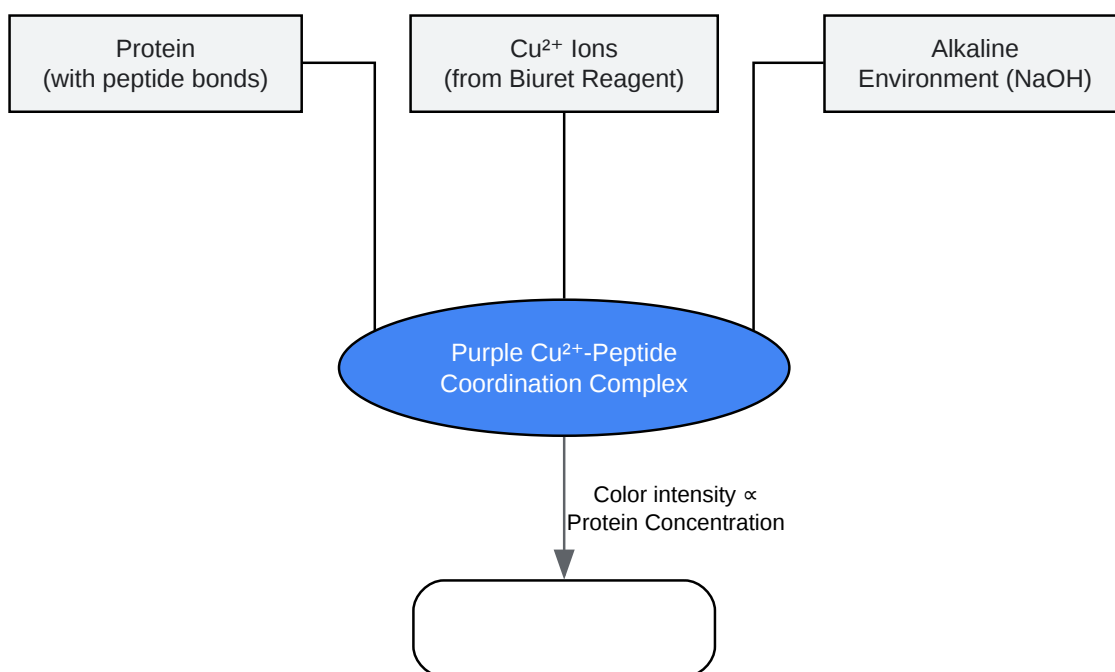 Protein
(with peptide bonds)
Cu²⁺ Ions
(from Biuret Reagent)
Alkaline
Environment (NaOH)
Purple Cu²⁺-Peptide
Coordination Complex
Color intensity ∝
Protein Concentration